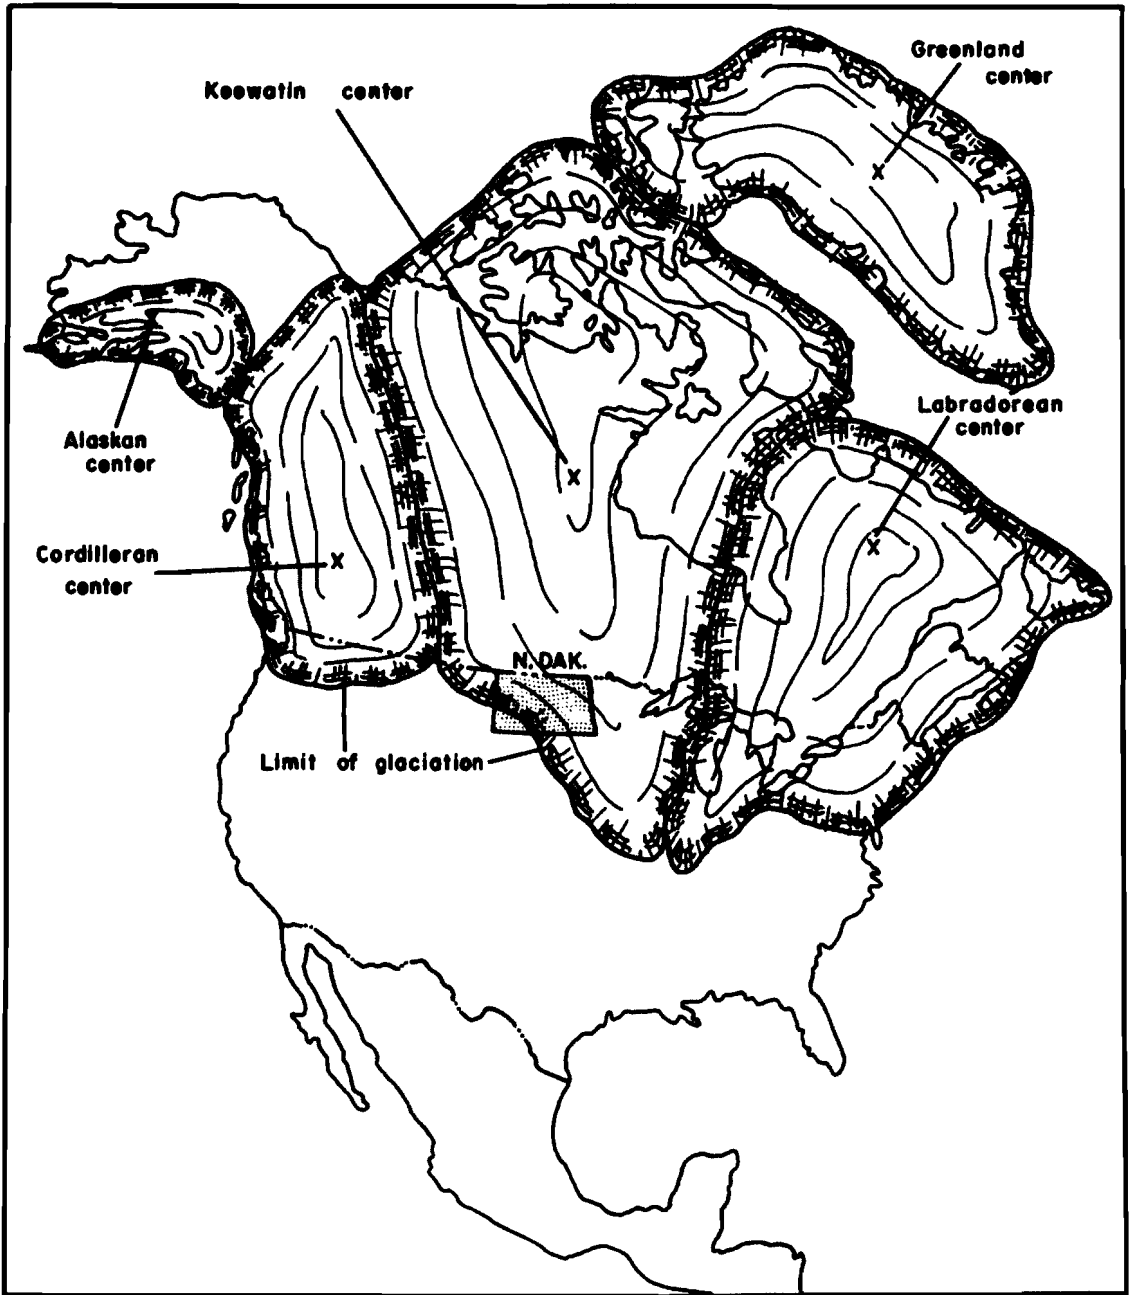 Greenland
center
Keewatin center
Alaskan
center
Labradorean
center
Cordilleran
center
N. DAK.
Limit of glaciation